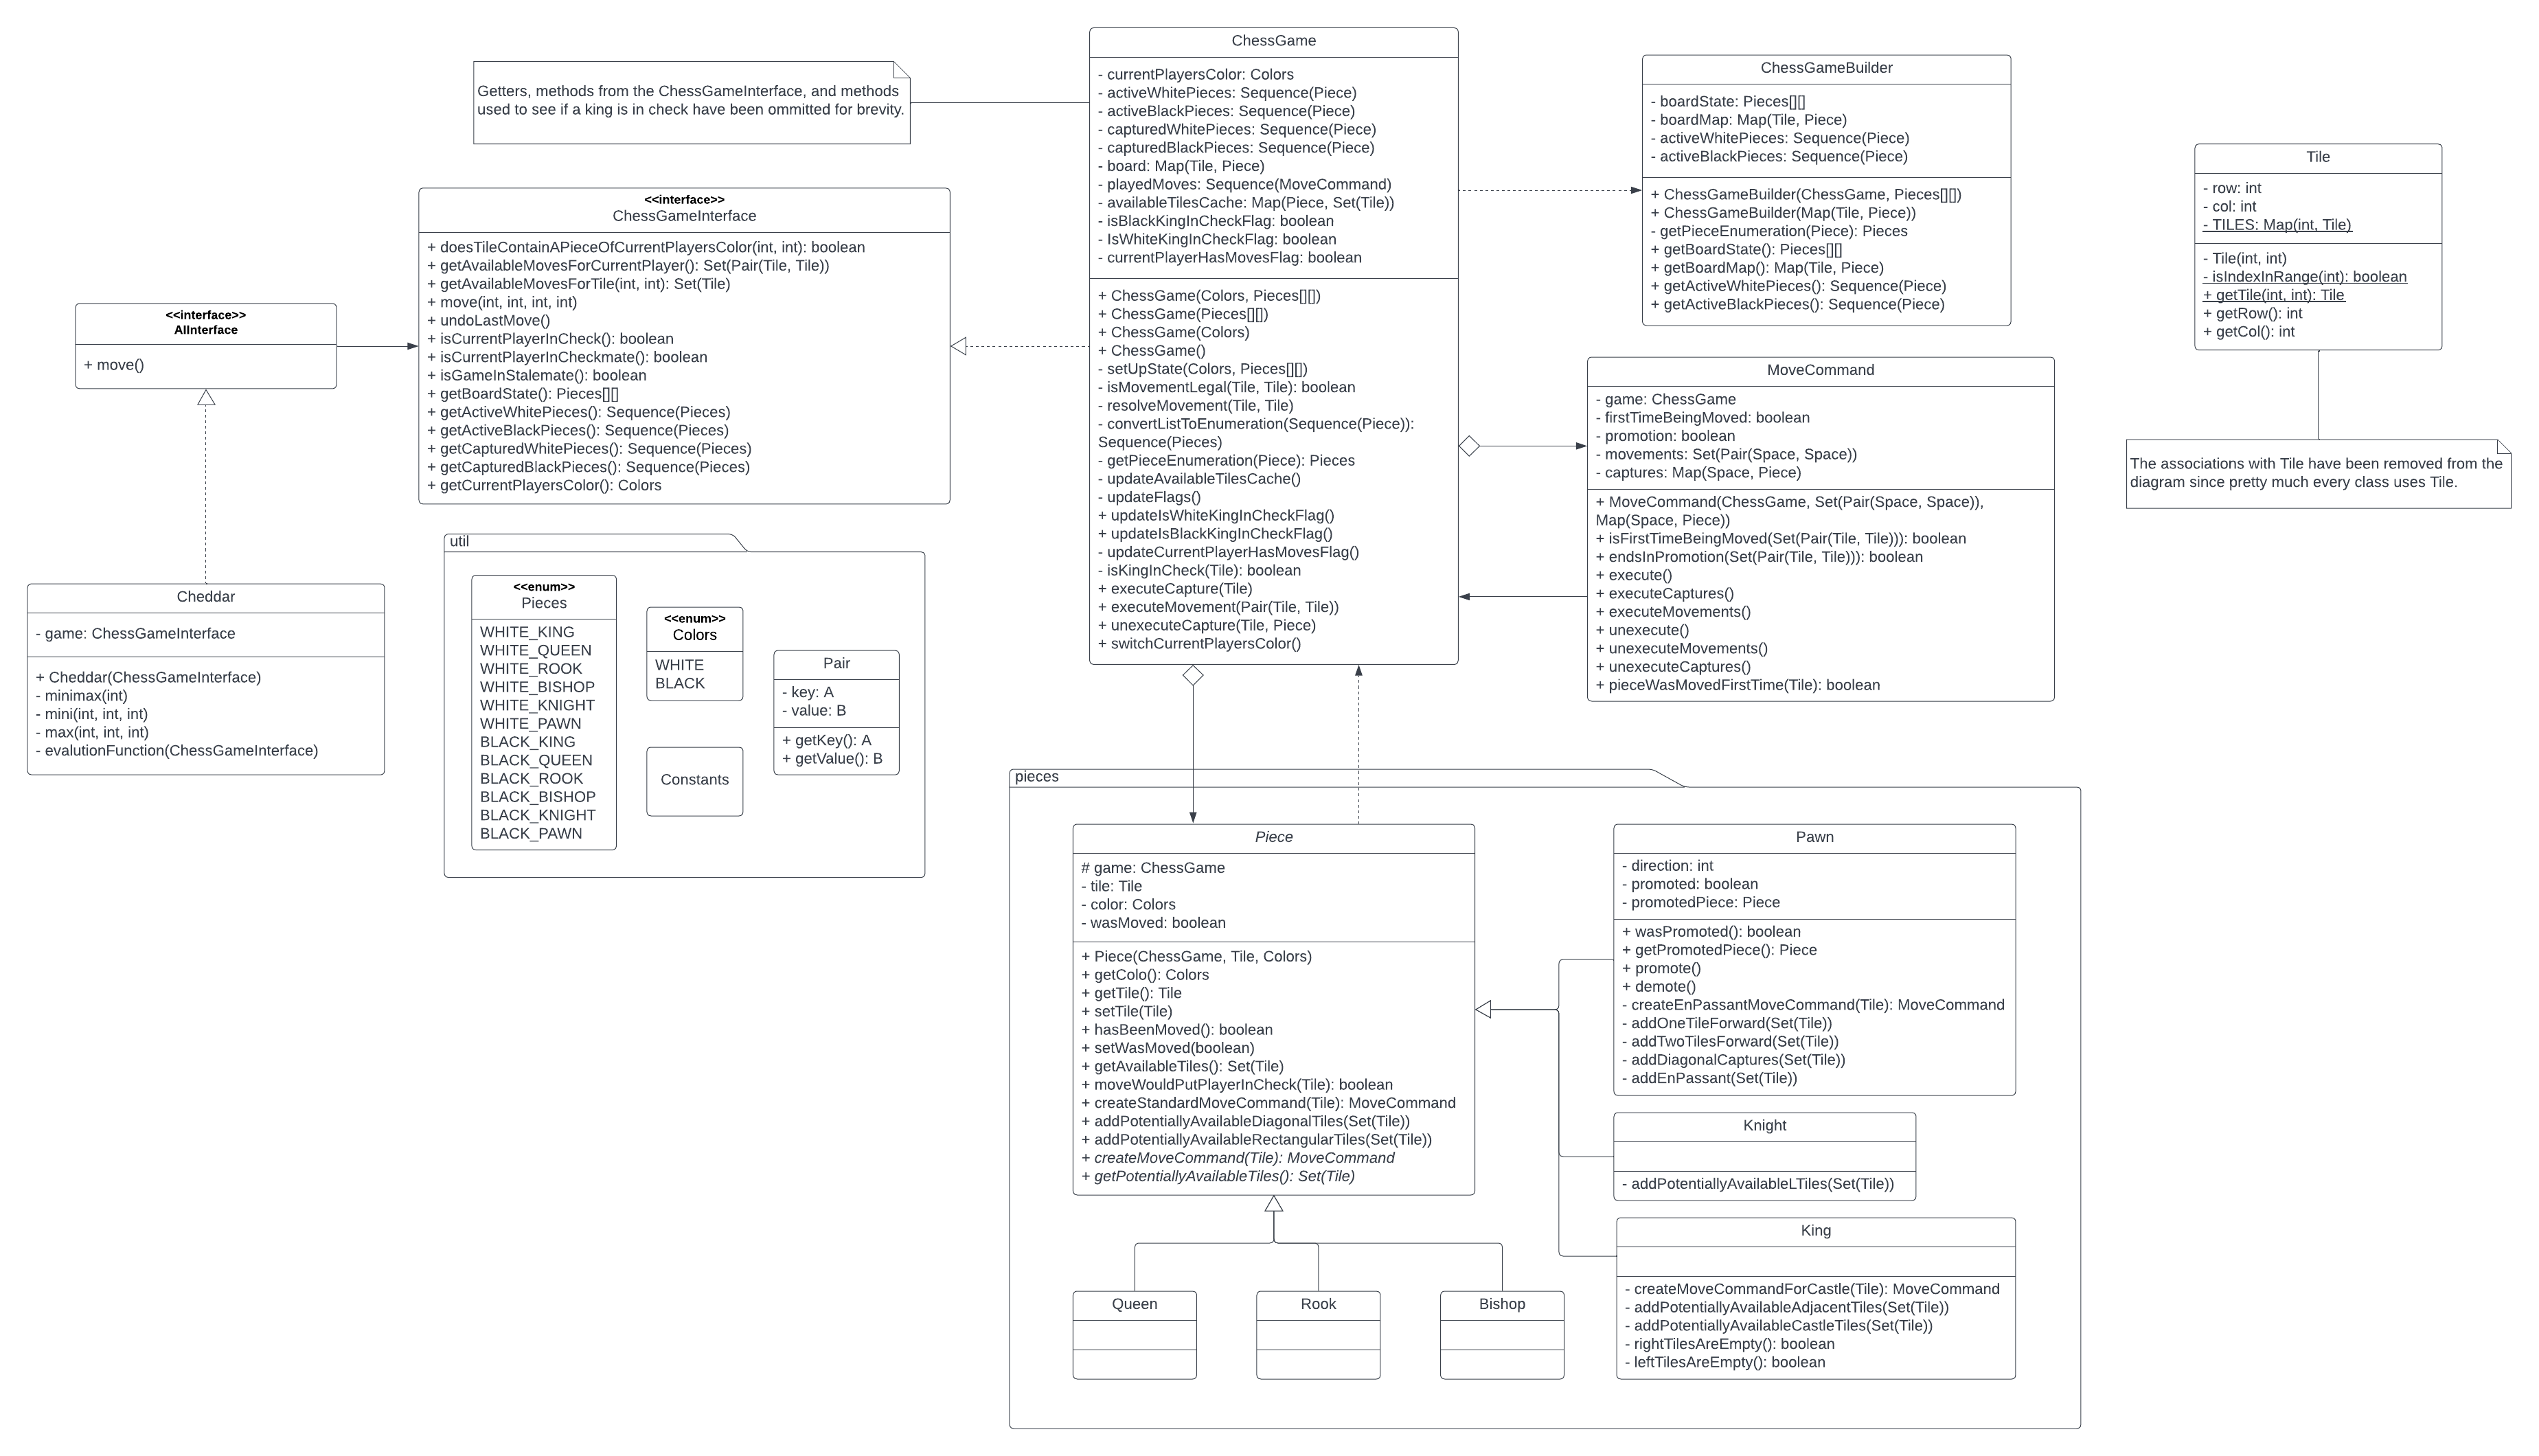 Getters, methods from the ChessGameInterface, and methods
used to see if a king is in check have been ommitted for brevity.
ChessGame
- currentPlayersColor: Colors
- activeWhitePieces: Sequence(Piece)
- activeBlackPieces: Sequence(Piece)
- capturedWhitePieces: Sequence(Piece)
- capturedBlackPieces: Sequence(Piece)
- board: Map(Tile, Piece)
- playedMoves: Sequence(MoveCommand)
- availableTilesCache: Map(Piece, Set(Tile))
- isBlackKingInCheckFlag: boolean
- IsWhiteKingInCheckFlag: boolean
- currentPlayerHasMovesFlag: boolean
+ ChessGame(Colors, Pieces[][])
+ ChessGame(Pieces[][])
+ ChessGame(Colors)
+ ChessGame()
- setUpState(Colors, Pieces[][])
- isMovementLegal(Tile, Tile): boolean
- resolveMovement(Tile, Tile)
- convertListToEnumeration(Sequence(Piece)):
Sequence(Pieces)
- getPieceEnumeration(Piece): Pieces
- updateAvailableTilesCache()
- updateFlags()
+ updateIsWhiteKingInCheckFlag()
+ updateIsBlackKingInCheckFlag()
- updateCurrentPlayerHasMovesFlag()
- isKingInCheck(Tile): boolean
+ executeCapture(Tile)
+ executeMovement(Pair(Tile, Tile))
+ unexecuteCapture(Tile, Piece)
+ switchCurrentPlayersColor()
ChessGameBuilder
- boardState: Pieces[][]
- boardMap: Map(Tile, Piece)
- activeWhitePieces: Sequence(Piece)
- activeBlackPieces: Sequence(Piece)
+ ChessGameBuilder(ChessGame, Pieces[][])
+ ChessGameBuilder(Map(Tile, Piece))
- getPieceEnumeration(Piece): Pieces
+ getBoardState(): Pieces[][]
+ getBoardMap(): Map(Tile, Piece)
+ getActiveWhitePieces(): Sequence(Piece)
+ getActiveBlackPieces(): Sequence(Piece)
Tile
- row: int
- col: int
- TILES: Map(int, Tile)
- Tile(int, int)
- isIndexInRange(int): boolean
+ getTile(int, int): Tile
+ getRow(): int
+ getCol(): int
The associations with Tile have been removed from the
diagram since pretty much every class uses Tile.
<<interface>>
ChessGameInterface
+ doesTileContainAPieceOfCurrentPlayersColor(int, int): boolean
+ getAvailableMovesForCurrentPlayer(): Set(Pair(Tile, Tile))
+ getAvailableMovesForTile(int, int): Set(Tile)
+ move(int, int, int, int)
+ undoLastMove()
+ isCurrentPlayerInCheck(): boolean
+ isCurrentPlayerInCheckmate(): boolean
+ isGameInStalemate(): boolean
+ getBoardState(): Pieces[][]
+ getActiveWhitePieces(): Sequence(Pieces)
+ getActiveBlackPieces(): Sequence(Pieces)
+ getCapturedWhitePieces(): Sequence(Pieces)
+ getCapturedBlackPieces(): Sequence(Pieces)
+ getCurrentPlayersColor(): Colors
<<interface>>
AIInterface
+ move()
Cheddar
- game: ChessGameInterface
+ Cheddar(ChessGameInterface)
- minimax(int)
- mini(int, int, int)
- max(int, int, int)
- evalutionFunction(ChessGameInterface)
util
<<enum>>
Pieces
WHITE_KING
WHITE_QUEEN
WHITE_ROOK
WHITE_BISHOP
WHITE_KNIGHT
WHITE_PAWN
BLACK_KING
BLACK_QUEEN
BLACK_ROOK
BLACK_BISHOP
BLACK_KNIGHT
BLACK_PAWN
<<enum>>
Colors
WHITE
BLACK
Constants
Pair
- key: A
- value: B
+ getKey(): A
+ getValue(): B
MoveCommand
- game: ChessGame
- firstTimeBeingMoved: boolean
- promotion: boolean
- movements: Set(Pair(Space, Space))
- captures: Map(Space, Piece)
+ MoveCommand(ChessGame, Set(Pair(Space, Space)),
Map(Space, Piece))
+ isFirstTimeBeingMoved(Set(Pair(Tile, Tile))): boolean
+ endsInPromotion(Set(Pair(Tile, Tile))): boolean
+ execute()
+ executeCaptures()
+ executeMovements()
+ unexecute()
+ unexecuteMovements()
+ unexecuteCaptures()
+ pieceWasMovedFirstTime(Tile): boolean
pieces
Piece
# game: ChessGame
- tile: Tile
- color: Colors
- wasMoved: boolean
+ Piece(ChessGame, Tile, Colors)
+ getColo(): Colors
+ getTile(): Tile
+ setTile(Tile)
+ hasBeenMoved(): boolean
+ setWasMoved(boolean)
+ getAvailableTiles(): Set(Tile)
+ moveWouldPutPlayerInCheck(Tile): boolean
+ createStandardMoveCommand(Tile): MoveCommand
+ addPotentiallyAvailableDiagonalTiles(Set(Tile))
+ addPotentiallyAvailableRectangularTiles(Set(Tile))
+ createMoveCommand(Tile): MoveCommand
+ getPotentiallyAvailableTiles(): Set(Tile)
Pawn
- direction: int
- promoted: boolean
- promotedPiece: Piece
+ wasPromoted(): boolean
+ getPromotedPiece(): Piece
+ promote()
+ demote()
- createEnPassantMoveCommand(Tile): MoveCommand
- addOneTileForward(Set(Tile))
- addTwoTilesForward(Set(Tile))
- addDiagonalCaptures(Set(Tile))
- addEnPassant(Set(Tile))
Knight
- addPotentiallyAvailableLTiles(Set(Tile))
King
- createMoveCommandForCastle(Tile): MoveCommand
- addPotentiallyAvailableAdjacentTiles(Set(Tile))
- addPotentiallyAvailableCastleTiles(Set(Tile))
- rightTilesAreEmpty(): boolean
- leftTilesAreEmpty(): boolean
Queen
Rook
Bishop